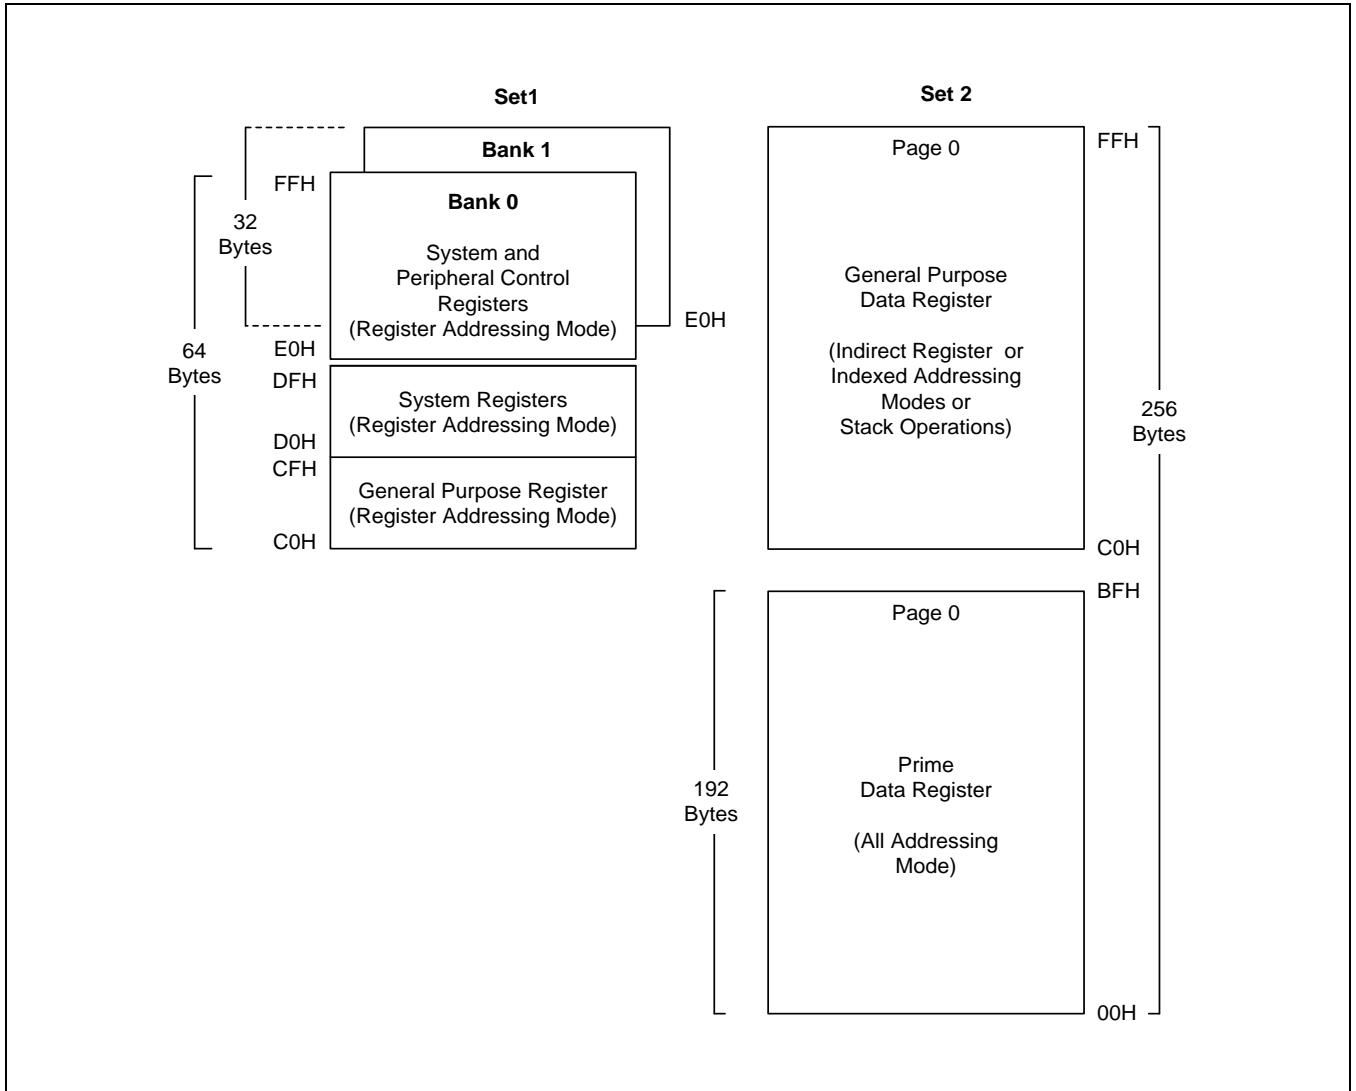 Set1
Bank 1
FFH
Bank 0
32
Bytes
System and
Peripheral Control
Registers
(Register Addressing Mode)
E0H
64
Bytes
E0H
DFH
System Registers
(Register Addressing Mode)
D0H
CFH
General Purpose Register
(Register Addressing Mode)
C0H
Set 2
Page 0
FFH
General Purpose
Data Register
(Indirect Register or
Indexed Addressing
Modes or
Stack Operations)
256
Bytes
C0H
BFH
Page 0
192
Bytes
Prime
Data Register
(All Addressing
Mode)
00H